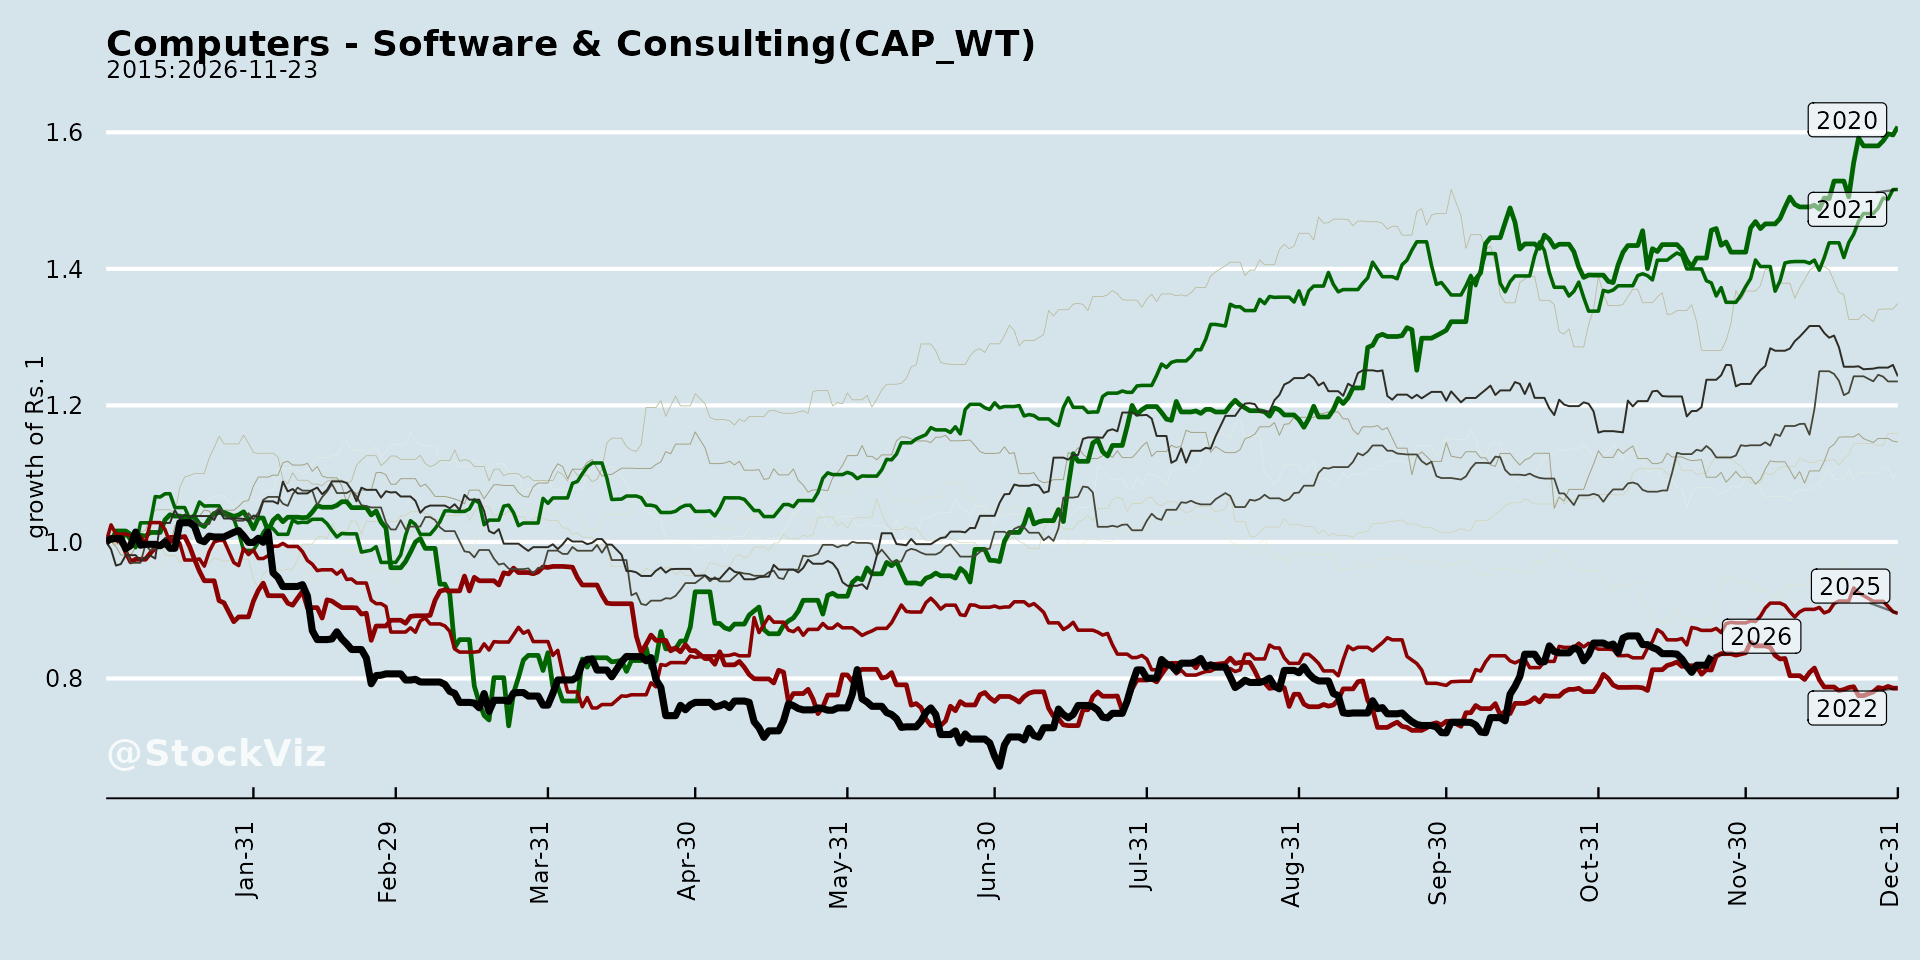 Computers - Software & Consulting(CAP_WT)
2015:2026-11-23
growth of Rs. 1
1.6
1.4
1.2
1.0
0.8
2020
2021
2025
2026
2022
@StockViz
Jan-31
Feb-29
Mar-31
Apr-30
May-31
Jun-30
Jul-31
Aug-31
Sep-30
Oct-31
Nov-30
Dec-31